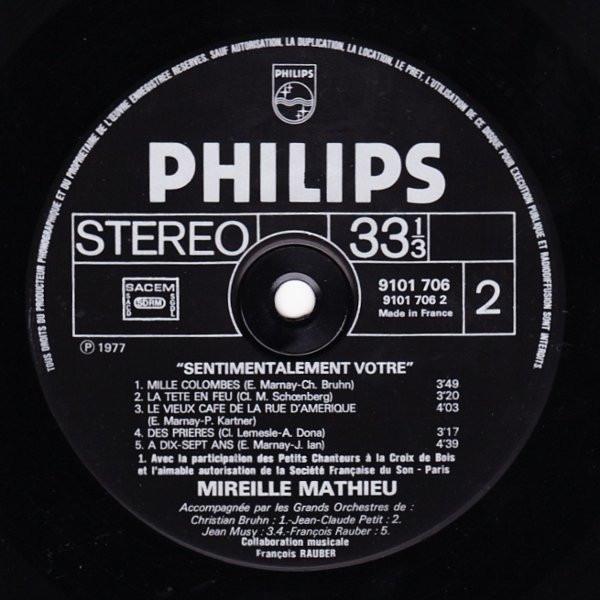 TOUS DROITS DU PRODUCTEUR PHONOGRAPHIQUE ET DU PROPRIETAIRE DE L'ŒUVRE ENREGISTREE RESERVES. SAUF AUTORISATION, LA DUPLICATION, LA LOCATION, LE PRET, L'UTILISATION DE CE DISQUE POUR EXECUTION PUBLIQUE ET RADIODIFFUSION SONT INTERDITS
PHILIPS
PHILIPS
STEREO 33 1/3
SACEM
SACD SDRM SGDL
9101 706
9101 706 2
Made in France
2
Ⓟ 1977
"SENTIMENTALEMENT VOTRE"
1. MILLE COLOMBES (E. Marnay-Ch. Bruhn) 3'49
2. LA TETE EN FEU (Cl. M. Schœnberg) 3'20
3. LE VIEUX CAFE DE LA RUE D'AMERIQUE 4'03
(E. Marnay-P. Kartner)
4. DES PRIERES (Cl. Lemesle-A. Dona) 3'17
5. A DIX-SEPT ANS (E. Marnay-J. Ian) 4'39
1. Avec la participation des Petits Chanteurs à la Croix de Bois
et l'aimable autorisation de la Société Française du Son - Paris
MIREILLE MATHIEU
Accompagnée par les Grands Orchestres de :
Christian Bruhn : 1.-Jean-Claude Petit : 2.
Jean Musy : 3.4.-François Rauber : 5.
Collaboration musicale
François RAUBER